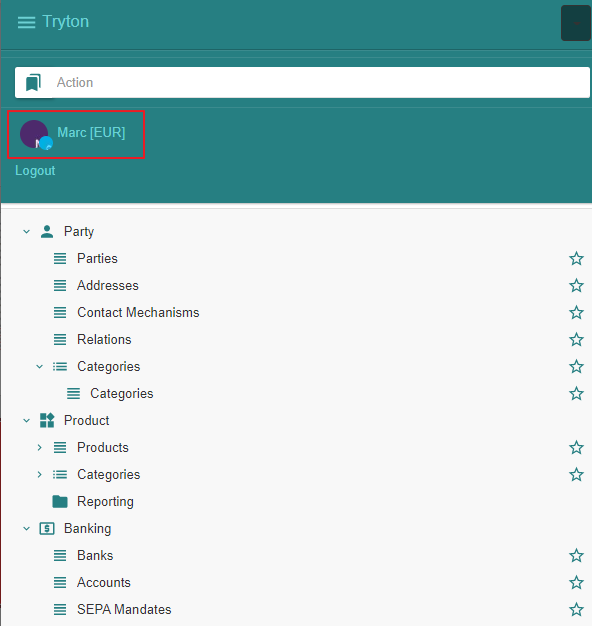 Tryton
Action
Marc [EUR]
Logout
Party
Parties
Addresses
Contact Mechanisms
Relations
Categories
Categories
Product
Products
Categories
Reporting
Banking
Banks
Accounts
SEPA Mandates